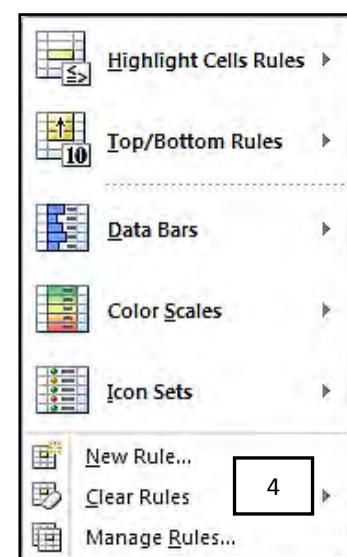 Highlight Cells Rules
Top/Bottom Rules
10
Data Bars
Color Scales
Icon Sets
New Rule...
Clear Rules
4
Manage Rules...